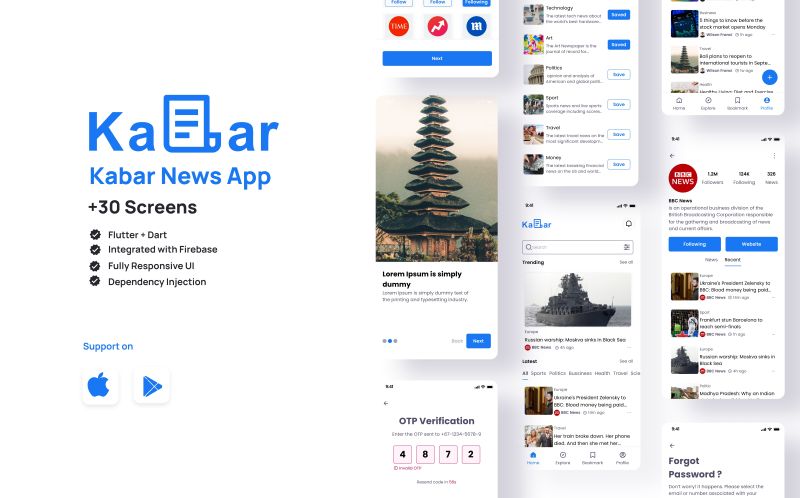 Kabar
Kabar News App
+30 Screens
Flutter + Dart
Integrated with Firebase
Fully Responsive UI
Dependency Injection
Support on
Follow
Follow
Following
TIME
Next
Lorem Ipsum is simply
dummy
Lorem Ipsum is simply dummy text of
the printing and typesetting industry.
Back
Next
9:41
OTP Verification
Enter the OTP sent to +67-1234-5678-9
4 8 7 2
Invalid OTP
Resend code in 56s
Technology
The latest tech news about
the world's best hardware...
Saved
Art
The Art Newspaper is the
journal of record for...
Saved
Politics
opinion and analysis of
American and global polit...
Save
Sport
Sports news and live sports
coverage including scores...
Save
Travel
The latest travel news on the
most significant developm...
Save
Money
The latest breaking financial
news on the US and world...
Save
9:41
Kabar
Search
Trending
See all
Europe
Russian warship: Moskva sinks in Black Sea
BBC News
4h ago
Latest
See all
All Sports Politics Bussiness Health Travel Scie
Europe
Ukraine's President Zelensky to
BBC: Blood money being paid...
BBC News
Travel
Her train broke down. Her phone
died. And then she met her...
Home
Explore
Bookmark
Profile
Business
5 things to know before the
stock market opens Monday
Wilson Franci
1h ago
Travel
Bali plans to reopen to
international tourists in Septe...
Wilson Franci
Health
Healthy Living: Diet and Exercise
Home
Explore
Bookmark
Profile
9:41
BBC
NEWS
1.2M
Followers
124K
Following
326
News
BBC News
is an operational business division of the
British Broadcasting Corporation responsible
for the gathering and broadcasting of news
and current affairs.
Following
Website
News
Recent
Europe
Ukraine's President Zelensky to
BBC: Blood money being paid...
BBC News
Sport
Frankfurt stun Barcelona to
reach semi-finals
BBC News
Europe
Russian warship: Moskva sinks in
Black Sea
BBC News
Politic
Madhya Pradesh: Why an Indian
9:41
Forgot
Password ?
Don't worry! it happens. Please select the
email or number associated with your